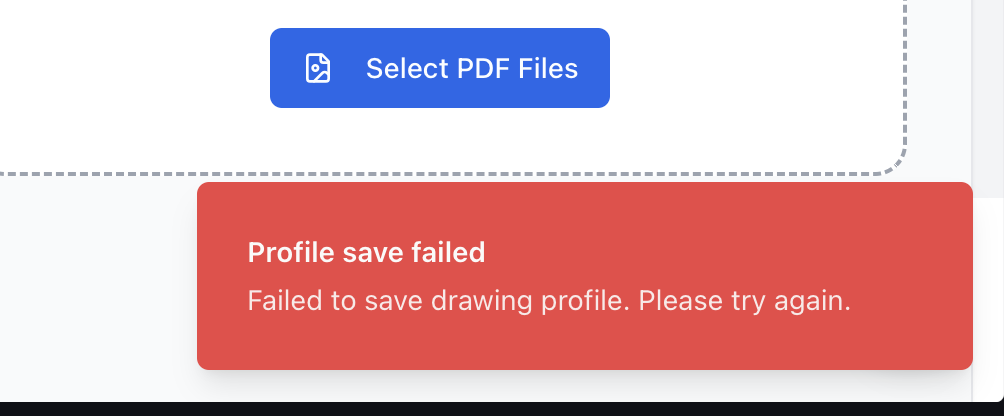 Select PDF Files
Profile save failed
Failed to save drawing profile. Please try again.